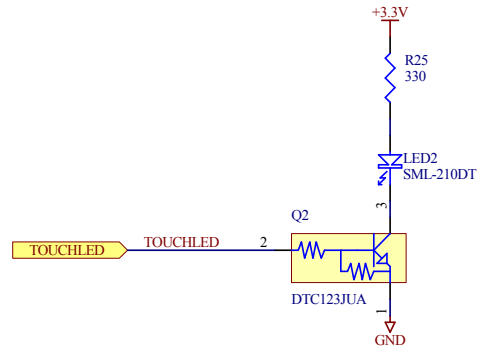 +3.3V
R25
330
LED2
SML-210DT
3
Q2
TOUCHLED
TOUCHLED
2
DTC123JUA
1
GND